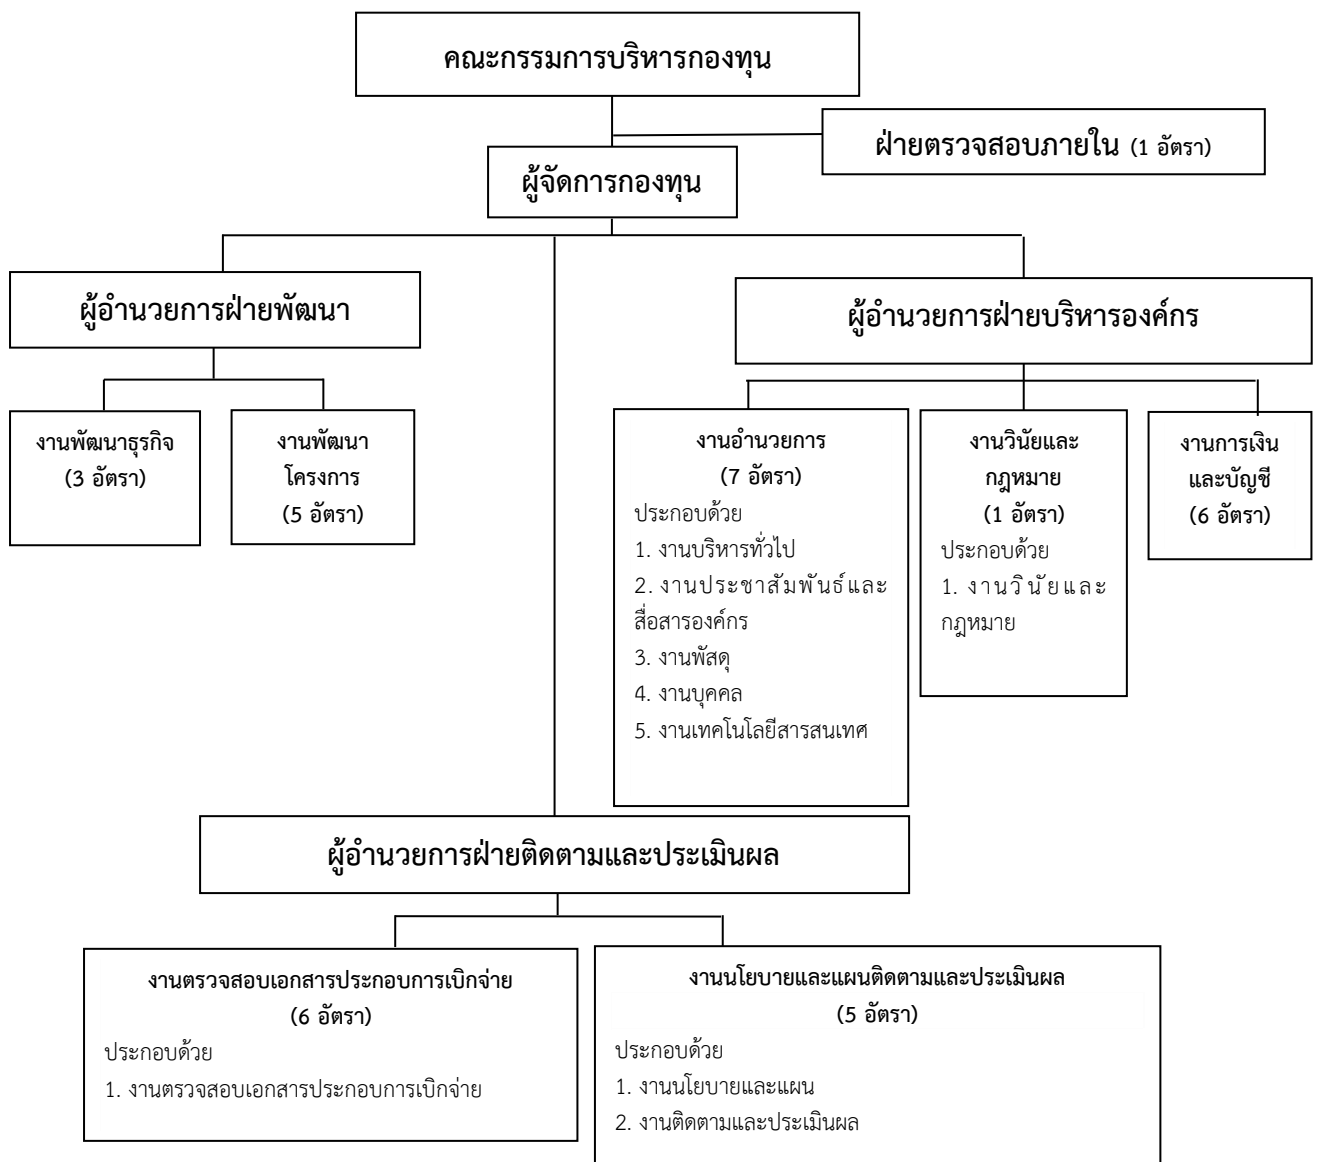 คณะกรรมการบริหารกองทุน
ฝ่ายตรวจสอบภายใน (1 อัตรา)
ผู้จัดการกองทุน
ผู้อำนวยการฝ่ายพัฒนา
ผู้อำนวยการฝ่ายบริหารองค์กร
งานพัฒนาธุรกิจ
(3 อัตรา)
งานพัฒนา
โครงการ
(5 อัตรา)
งานอำนวยการ
(7 อัตรา)
ประกอบด้วย
1. งานบริหารทั่วไป
2. งานประชาสัมพันธ์และ
สื่อสารองค์กร
3. งานพัสดุ
4. งานบุคคล
5. งานเทคโนโลยีสารสนเทศ
งานวินัยและ
กฎหมาย
(1 อัตรา)
ประกอบด้วย
1. งานวินัยและ
กฎหมาย
งานการเงิน
และบัญชี
(6 อัตรา)
ผู้อำนวยการฝ่ายติดตามและประเมินผล
งานตรวจสอบเอกสารประกอบการเบิกจ่าย
(6 อัตรา)
ประกอบด้วย
1. งานตรวจสอบเอกสารประกอบการเบิกจ่าย
งานนโยบายและแผนติดตามและประเมินผล
(5 อัตรา)
ประกอบด้วย
1. งานนโยบายและแผน
2. งานติดตามและประเมินผล